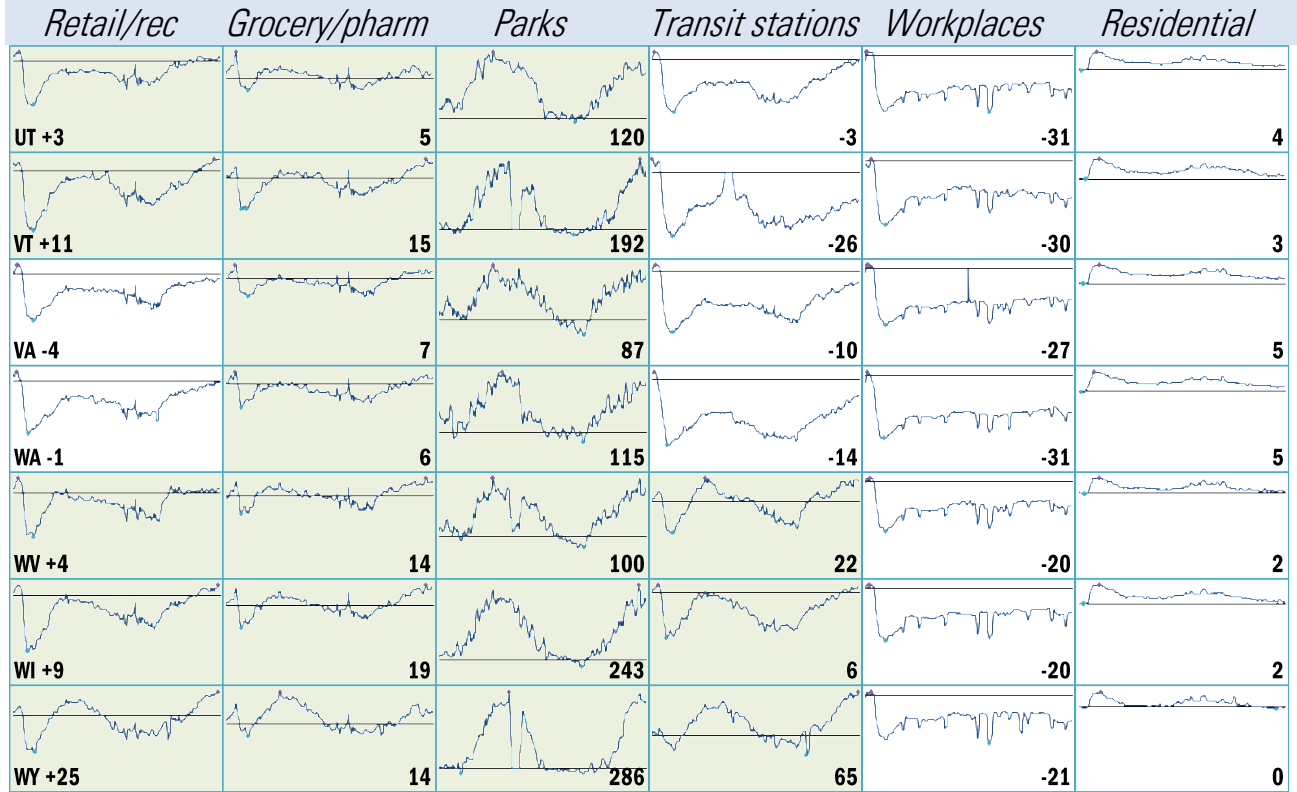 Retail/rec Grocery/pharm Parks Transit stations Workplaces Residential
UT +3 5 120 -3 -31 4
VT +11 15 192 -26 -30 3
VA -4 7 87 -10 -27 5
WA -1 6 115 -14 -31 5
WV +4 14 100 22 -20 2
WI +9 19 243 6 -20 2
WY +25 14 286 65 -21 0